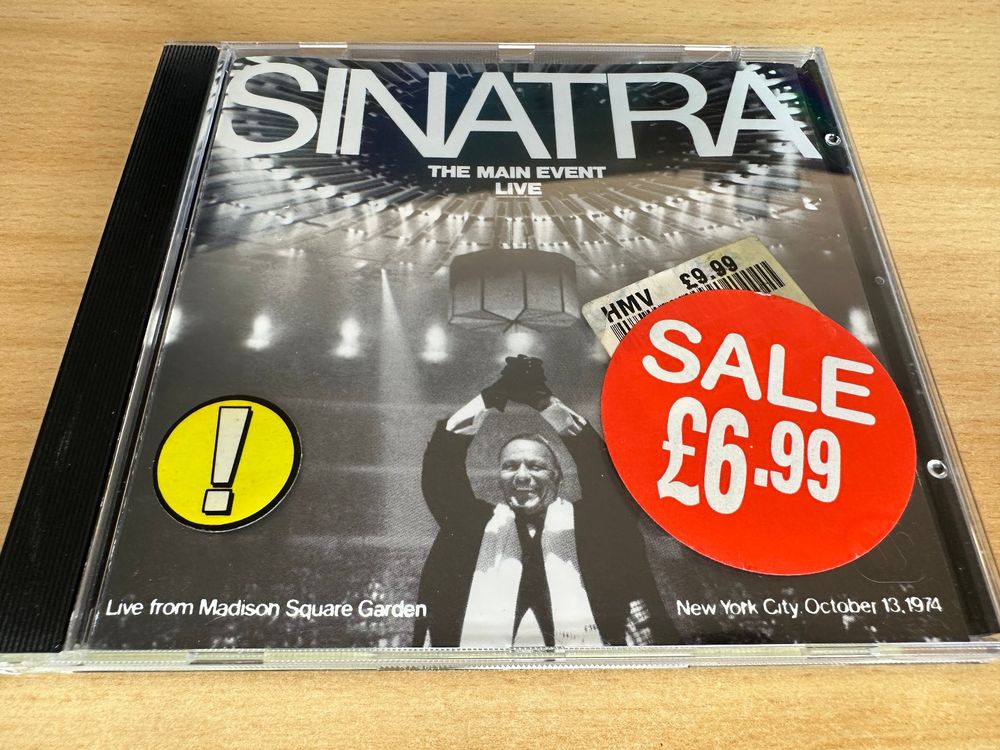 SINATRA
THE MAIN EVENT
LIVE
HMV £9.99
SALE
£6.99
!
Live from Madison Square Garden
New York City, October 13, 1974